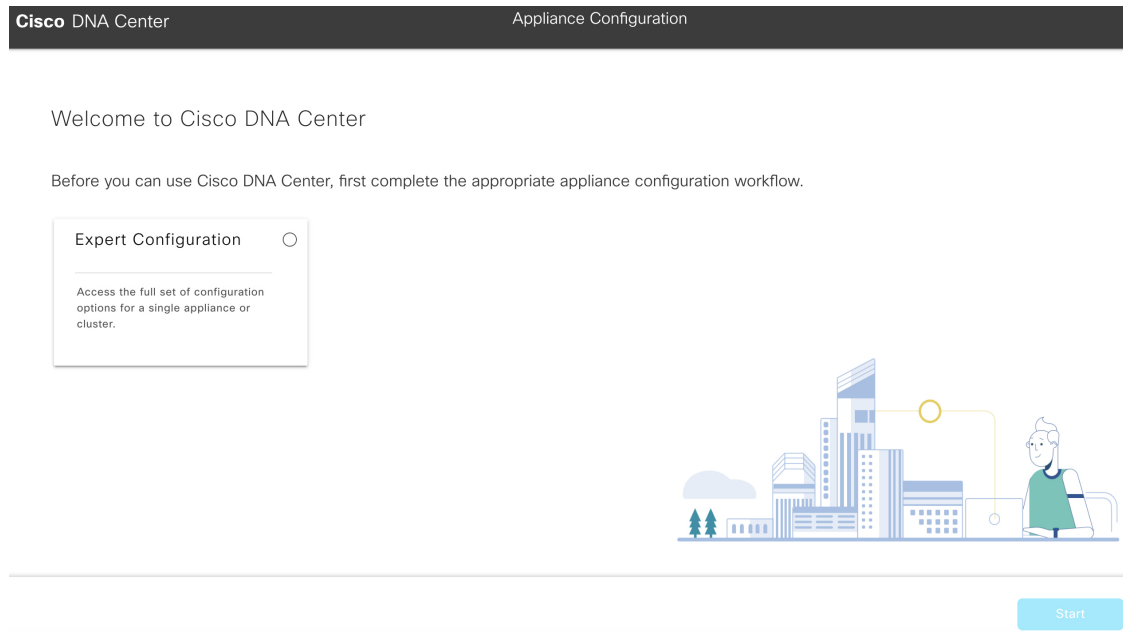 Cisco DNA Center
Appliance Configuration
Welcome to Cisco DNA Center
Before you can use Cisco DNA Center, first complete the appropriate appliance configuration workflow.
Expert Configuration
Access the full set of configuration
options for a single appliance or
cluster.
Start